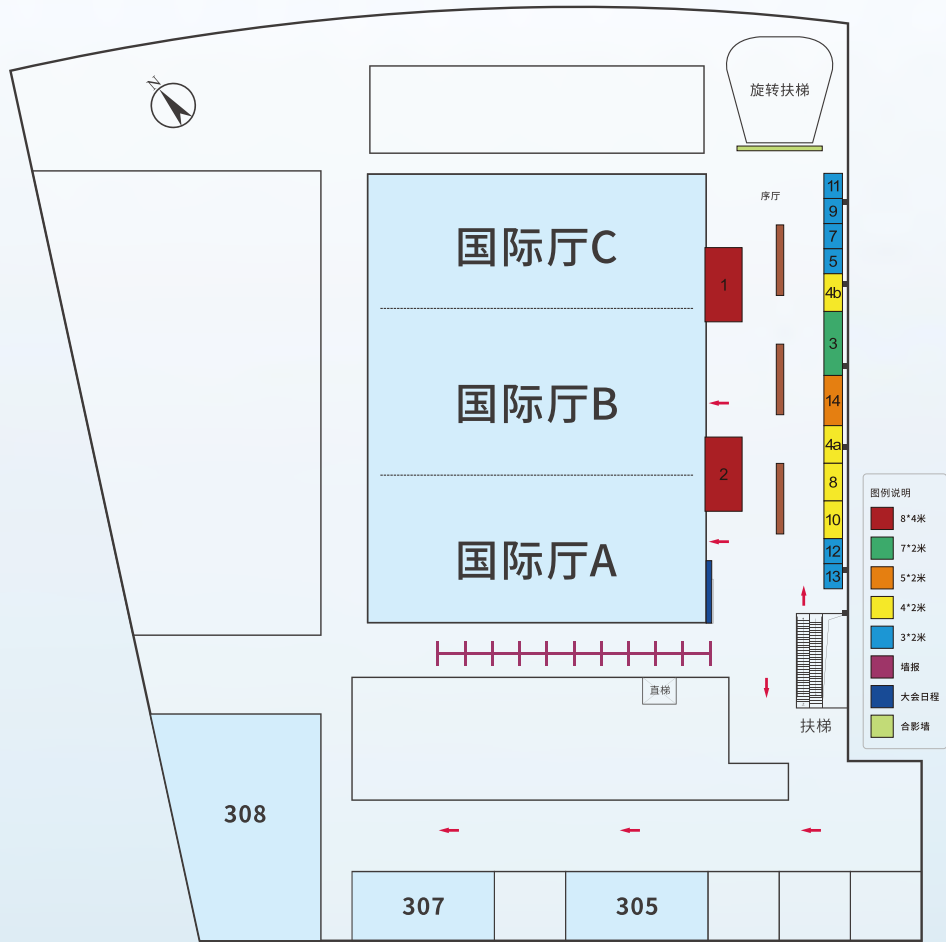 N
旋转扶梯
序厅
11
9
7
5
4b
3
14
4a
8
10
12
13
国际厅C
1
国际厅B
2
国际厅A
图例说明
8*4米
7*2米
5*2米
4*2米
3*2米
墙报
大会日程
合影墙
直梯
扶梯
308
307
305